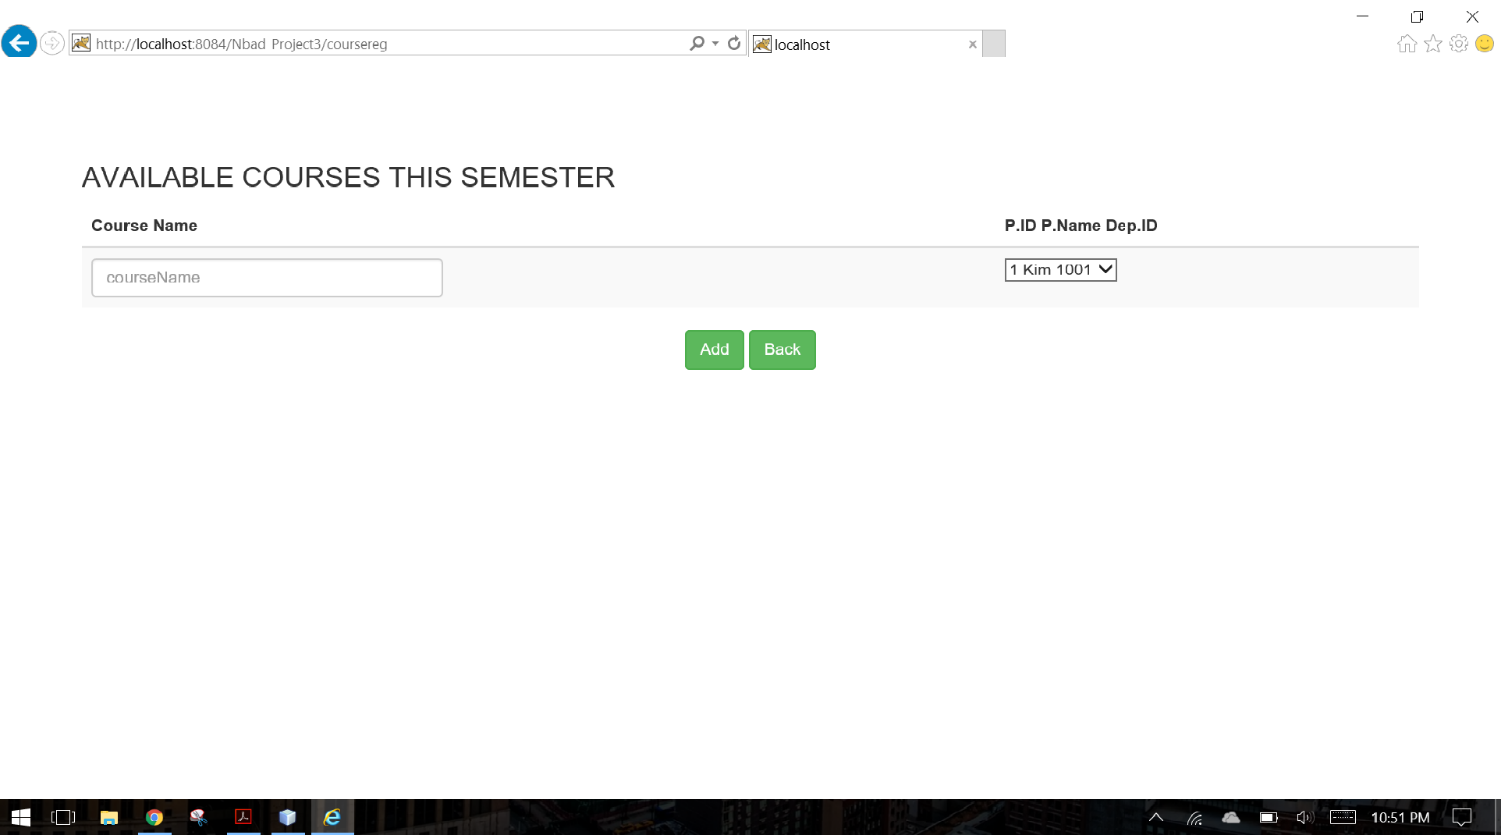 http://localhost:8084/Nbad_Project3/coursereg
localhost
AVAILABLE COURSES THIS SEMESTER
Course Name
P.ID P.Name Dep.ID
courseName
1 Kim 1001
Add
Back
10:51 PM